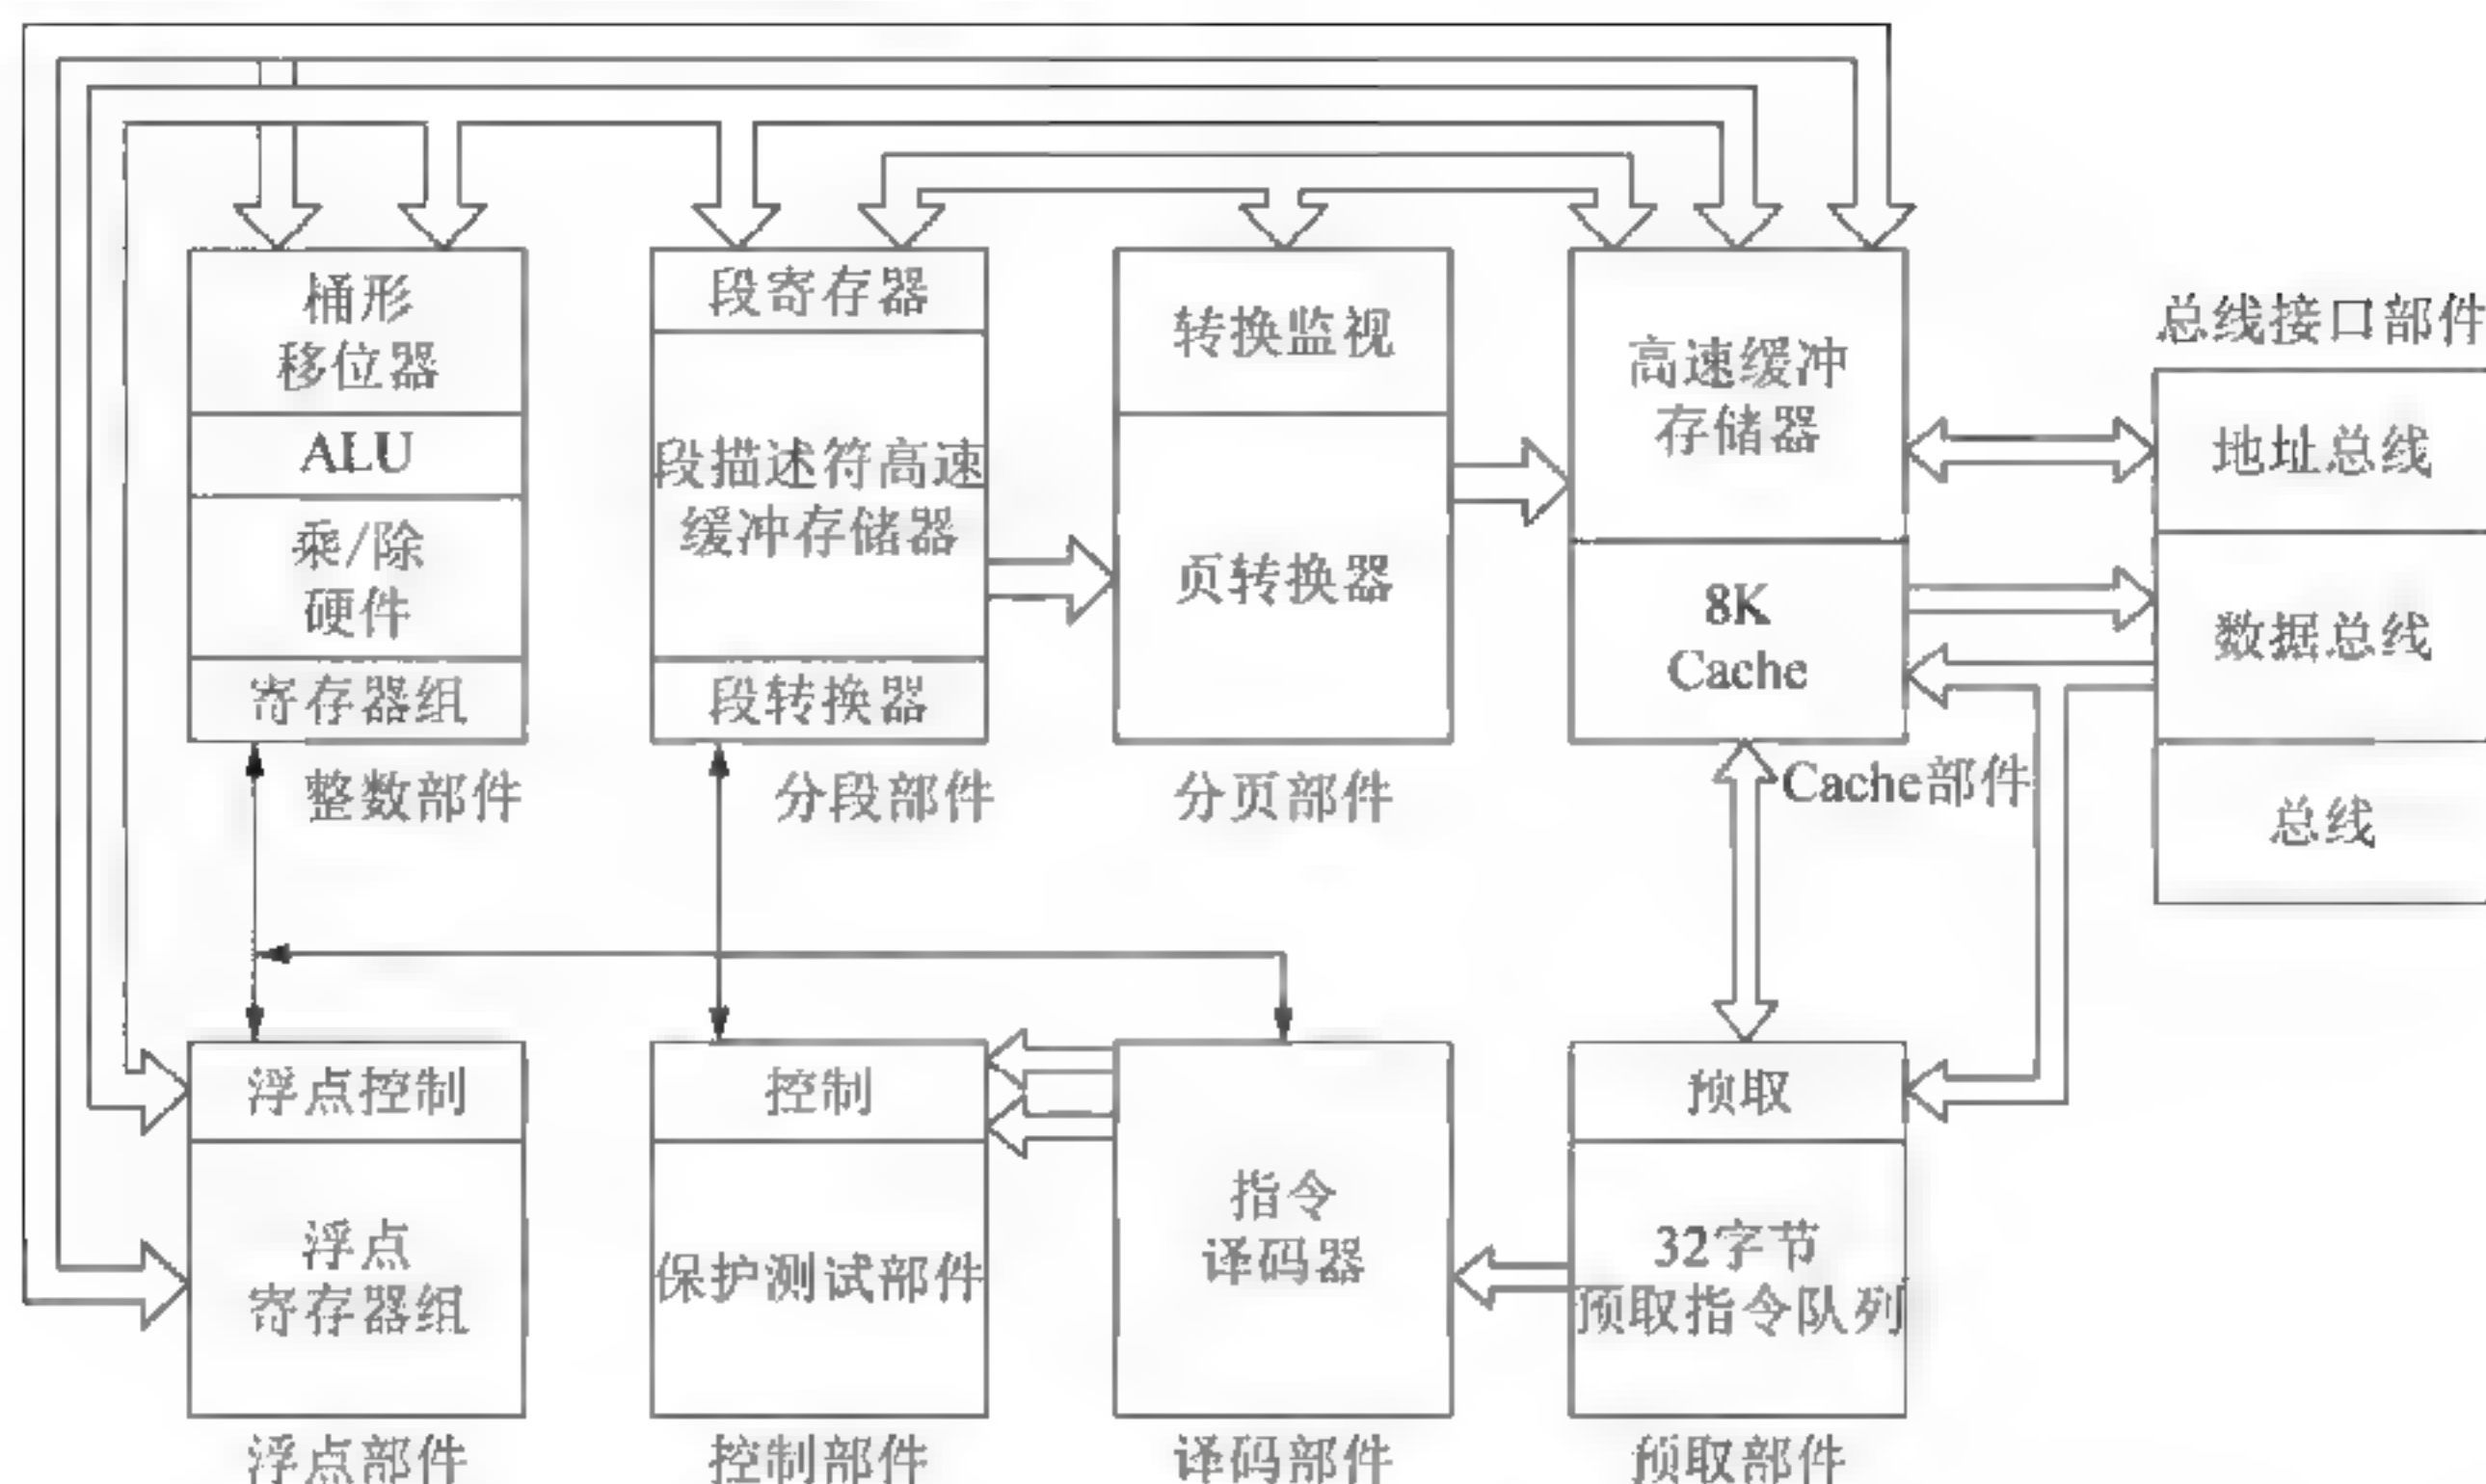 桶形
移位器
ALU
乘/除
硬件
寄存器组
整数部件
段寄存器
段描述符高速
缓冲存储器
段转换器
分段部件
转换监视
页转换器
分页部件
高速缓冲
存储器
8K
Cache
Cache部件
总线接口部件
地址总线
数据总线
总线
浮点控制
浮点
寄存器组
浮点部件
控制
保护测试部件
控制部件
指令
译码器
译码部件
预取
32字节
预取指令队列
预取部件